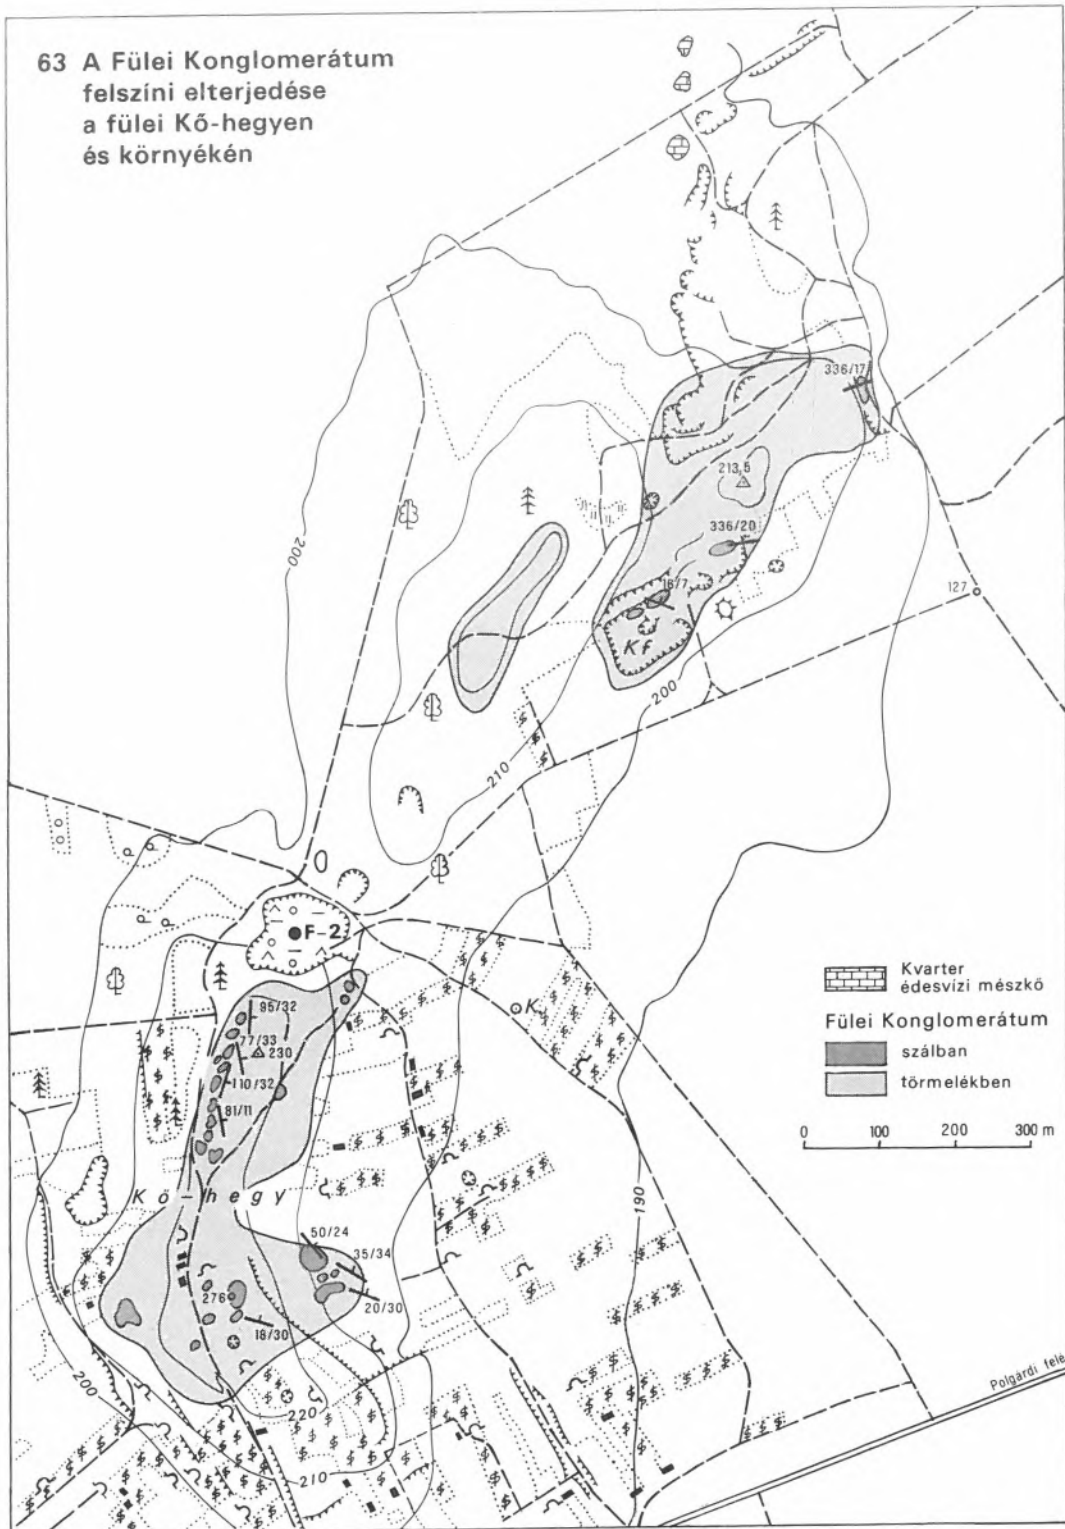 63 A Fülei Konglomerátum
felszíni elterjedése
a fülei Kő-hegyen
és környékén
336/17
213,5
200
336/20
16/7
127
Kf
200
210
F-2
95/32
K.
77/33
230
110/32
81/11
Kő-hegy
190
50/24
35/34
276
20/30
18/30
200
220
210
Polgárdi felé
Kvarter
édesvízi mészkő
Fülei Konglomerátum
szálban
törmelékben
0 100 200 300 m